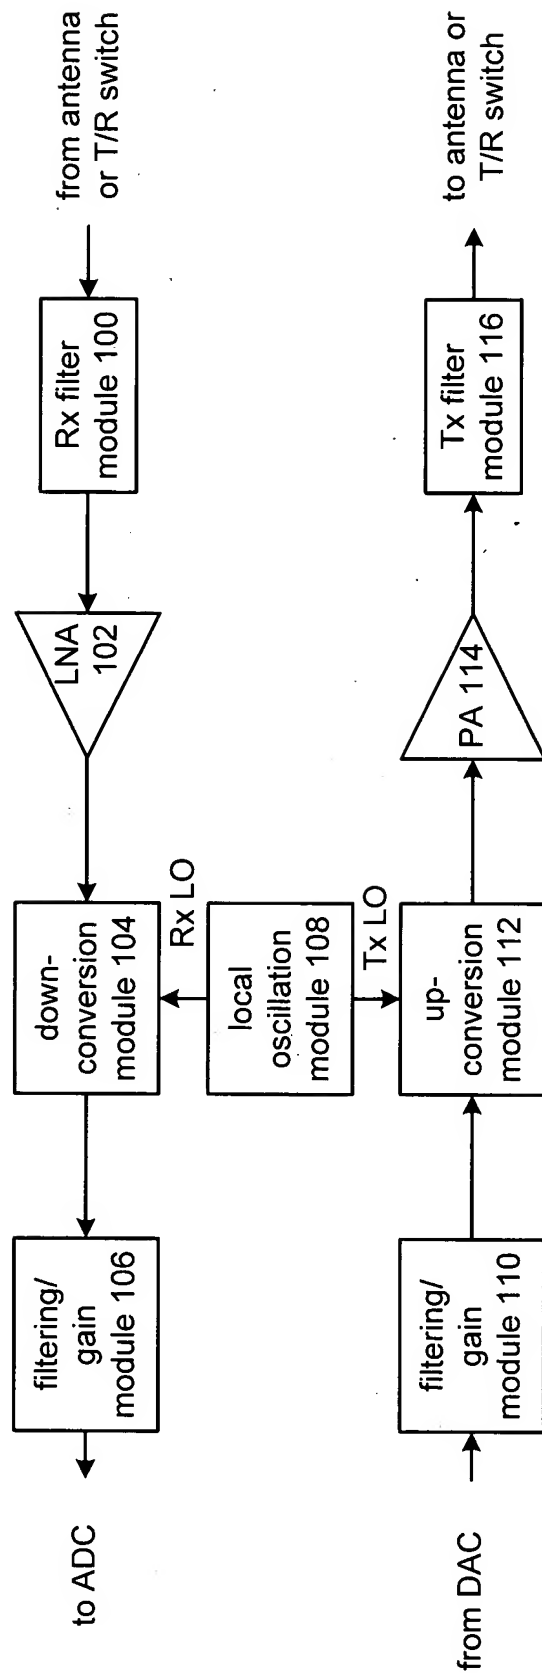 from antenna
or T/R switch
Rx filter
module 100
LNA
102
down-
conversion
module 104
filtering/
gain
module 106
to ADC
Rx LO
local
oscillation
module 108
Tx LO
from DAC
filtering/
gain
module 110
up-
conversion
module 112
PA 114
Tx filter
module 116
to antenna or
T/R switch